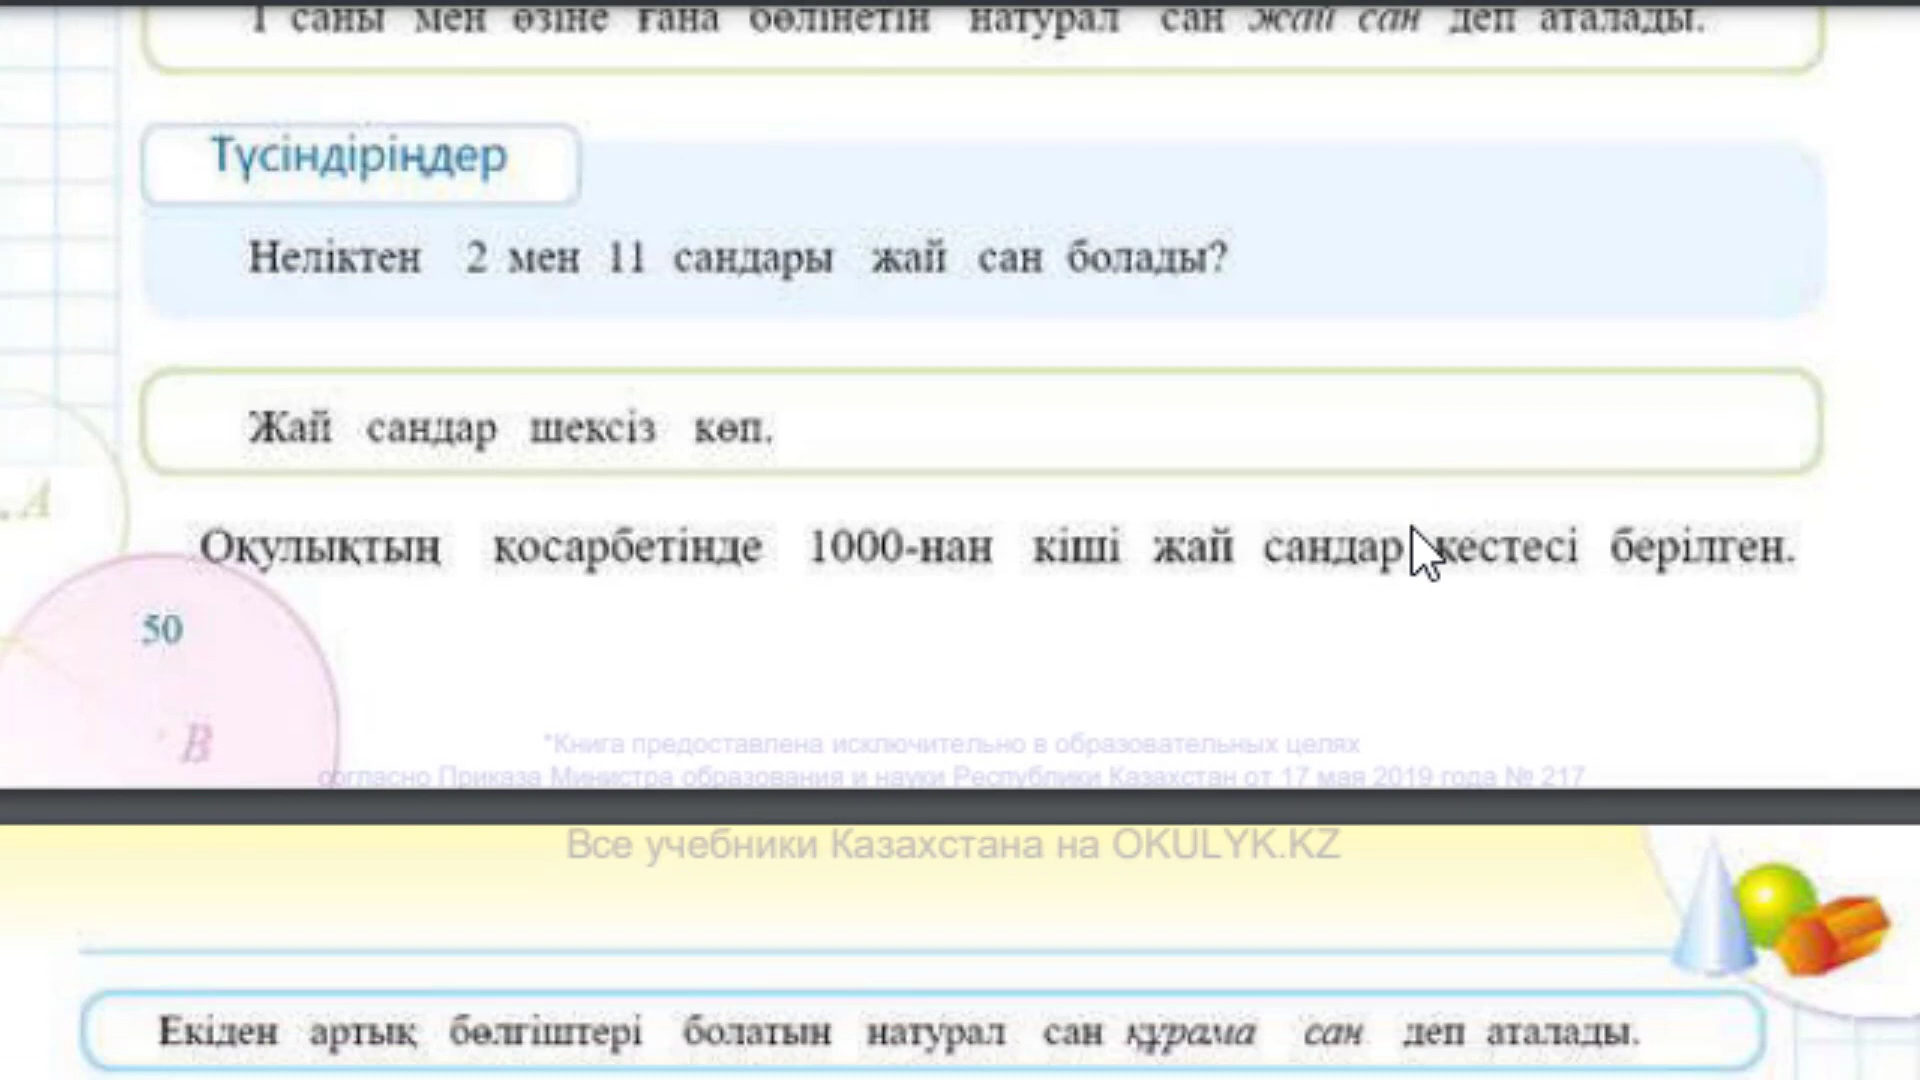 1 саны мен өзіне ғана бөлінетін натурал сан жай сан деп аталады.
Түсіндіріңдер
Неліктен 2 мен 11 сандары жай сан болады?
Жай сандар шексіз көп.
A
Оқулықтың қосарбетінде 1000-нан кіші жай сандар кестесі берілген.
50
B
*Книга предоставлена исключительно в образовательных целях
согласно Приказа Министра образования и науки Республики Казахстан от 17 мая 2019 года № 217
Все учебники Казахстана на OKULYK.KZ
Екіден артық бөлгіштері болатын натурал сан құрама сан деп аталады.